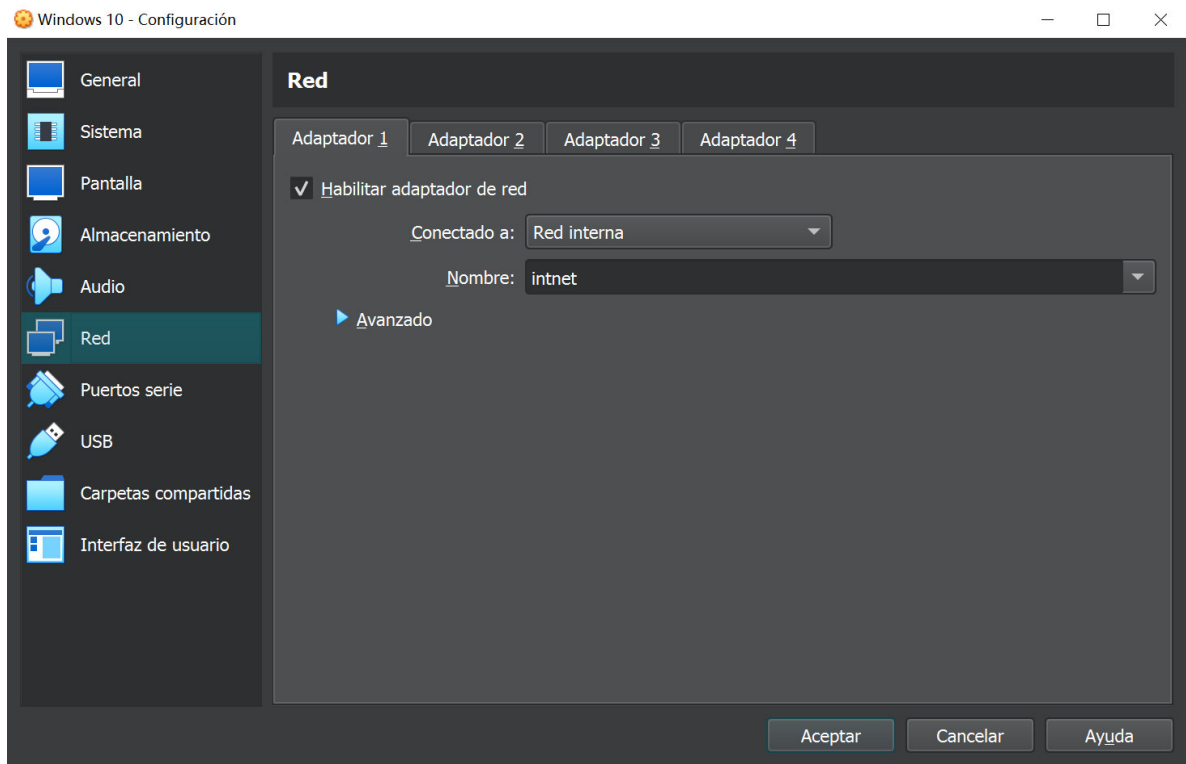 Windows 10 - Configuración
General
Sistema
Pantalla
Almacenamiento
Audio
Red
Puertos serie
USB
Carpetas compartidas
Interfaz de usuario
Red
Adaptador 1 Adaptador 2 Adaptador 3 Adaptador 4
Habilitar adaptador de red
Conectado a: Red interna
Nombre: intnet
Avanzado
Aceptar Cancelar Ayuda